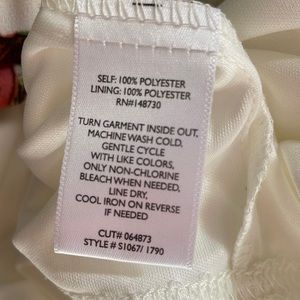 SELF: 100% POLYESTER
LINING: 100% POLYESTER
RN#148730
TURN GARMENT INSIDE OUT,
MACHINE WASH COLD,
GENTLE CYCLE
WITH LIKE COLORS,
ONLY NON-CHLORINE
BLEACH WHEN NEEDED,
LINE DRY,
COOL IRON ON REVERSE
IF NEEDED
CUT# 064873
STYLE # S1067/ 1790